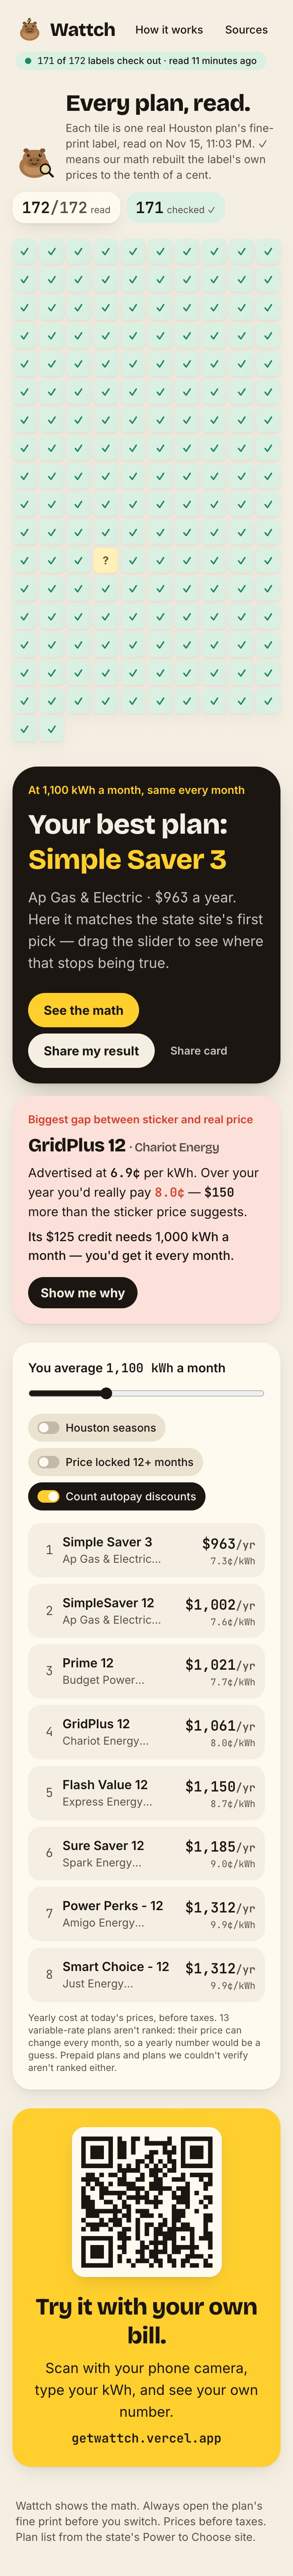 Wattch How it works Sources
171 of 172 labels check out · read 11 minutes ago
Every plan, read.
Each tile is one real Houston plan's fine-
print label, read on Nov 15, 11:03 PM. ✓
means our math rebuilt the label's own
prices to the tenth of a cent.
172/172 read 171 checked ✓
✓ ✓ ✓ ✓ ✓ ✓ ✓ ✓ ✓ ✓
✓ ✓ ✓ ✓ ✓ ✓ ✓ ✓ ✓ ✓
✓ ✓ ✓ ✓ ✓ ✓ ✓ ✓ ✓ ✓
✓ ✓ ✓ ✓ ✓ ✓ ✓ ✓ ✓ ✓
✓ ✓ ✓ ✓ ✓ ✓ ✓ ✓ ✓ ✓
✓ ✓ ✓ ✓ ✓ ✓ ✓ ✓ ✓ ✓
✓ ✓ ✓ ✓ ✓ ✓ ✓ ✓ ✓ ✓
✓ ✓ ✓ ✓ ✓ ✓ ✓ ✓ ✓ ✓
✓ ✓ ✓ ✓ ✓ ✓ ✓ ✓ ✓ ✓
✓ ✓ ✓ ✓ ✓ ✓ ✓ ✓ ✓ ✓
✓ ✓ ✓ ✓ ✓ ✓ ✓ ✓ ✓ ✓
✓ ✓ ✓ ? ✓ ✓ ✓ ✓ ✓ ✓
✓ ✓ ✓ ✓ ✓ ✓ ✓ ✓ ✓ ✓
✓ ✓ ✓ ✓ ✓ ✓ ✓ ✓ ✓ ✓
✓ ✓ ✓ ✓ ✓ ✓ ✓ ✓ ✓ ✓
✓ ✓ ✓ ✓ ✓ ✓ ✓ ✓ ✓ ✓
✓ ✓ ✓ ✓ ✓ ✓ ✓ ✓ ✓ ✓
✓ ✓
At 1,100 kWh a month, same every month
Your best plan:
Simple Saver 3
Ap Gas & Electric · $963 a year.
Here it matches the state site's first
pick — drag the slider to see where
that stops being true.
See the math
Share my result Share card
Biggest gap between sticker and real price
GridPlus 12 · Chariot Energy
Advertised at 6.9¢ per kWh. Over your
year you'd really pay 8.0¢ — $150
more than the sticker price suggests.
Its $125 credit needs 1,000 kWh a
month — you'd get it every month.
Show me why
You average 1,100 kWh a month
Houston seasons
Price locked 12+ months
Count autopay discounts
1 Simple Saver 3 $963/yr
Ap Gas & Electric… 7.3¢/kWh
2 SimpleSaver 12 $1,002/yr
Ap Gas & Electric… 7.6¢/kWh
3 Prime 12 $1,021/yr
Budget Power… 7.7¢/kWh
4 GridPlus 12 $1,061/yr
Chariot Energy… 8.0¢/kWh
5 Flash Value 12 $1,150/yr
Express Energy… 8.7¢/kWh
6 Sure Saver 12 $1,185/yr
Spark Energy… 9.0¢/kWh
7 Power Perks - 12 $1,312/yr
Amigo Energy… 9.9¢/kWh
8 Smart Choice - 12 $1,312/yr
Just Energy… 9.9¢/kWh
Yearly cost at today's prices, before taxes. 13
variable-rate plans aren't ranked: their price can
change every month, so a yearly number would be a
guess. Prepaid plans and plans we couldn't verify
aren't ranked either.
Try it with your own
bill.
Scan with your phone camera,
type your kWh, and see your own
number.
getwattch.vercel.app
Wattch shows the math. Always open the plan's
fine print before you switch. Prices before taxes.
Plan list from the state's Power to Choose site.